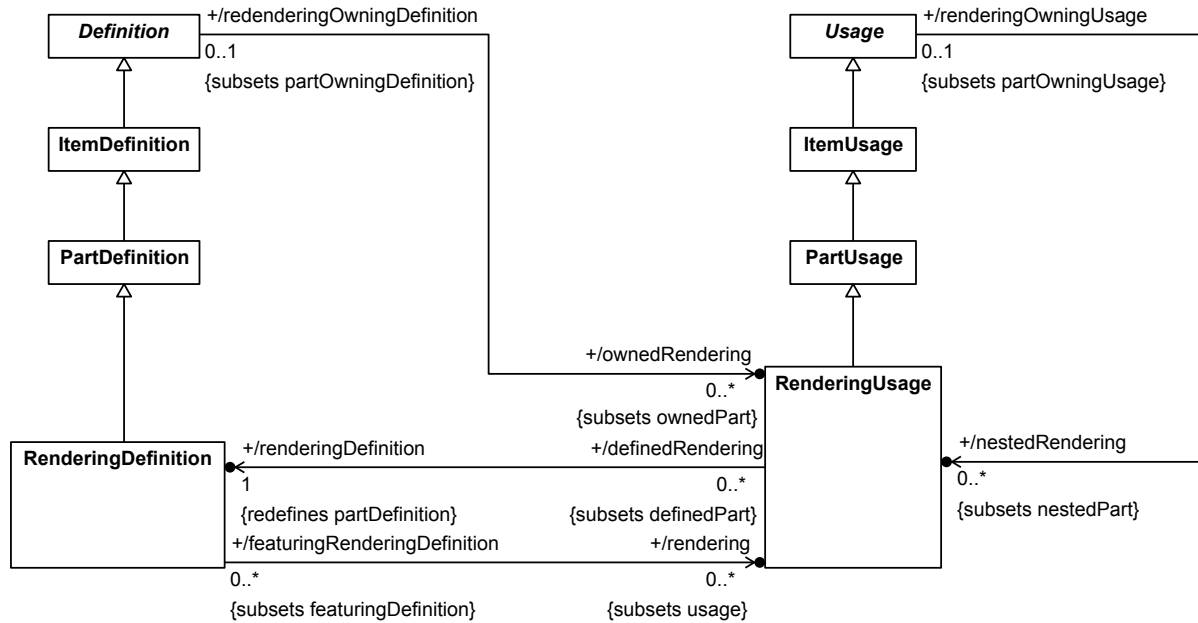 +/redenderingOwningDefinition
Definition
0..1
{subsets partOwningDefinition}
+/renderingOwningUsage
Usage
0..1
{subsets partOwningUsage}
ItemDefinition
ItemUsage
PartDefinition
PartUsage
+/ownedRendering
0..*
{subsets ownedPart}
RenderingUsage
RenderingDefinition
+/renderingDefinition
1
{redefines partDefinition}
+/definedRendering
0..*
{subsets definedPart}
+/nestedRendering
0..*
{subsets nestedPart}
+/featuringRenderingDefinition
0..*
{subsets featuringDefinition}
+/rendering
0..*
{subsets usage}